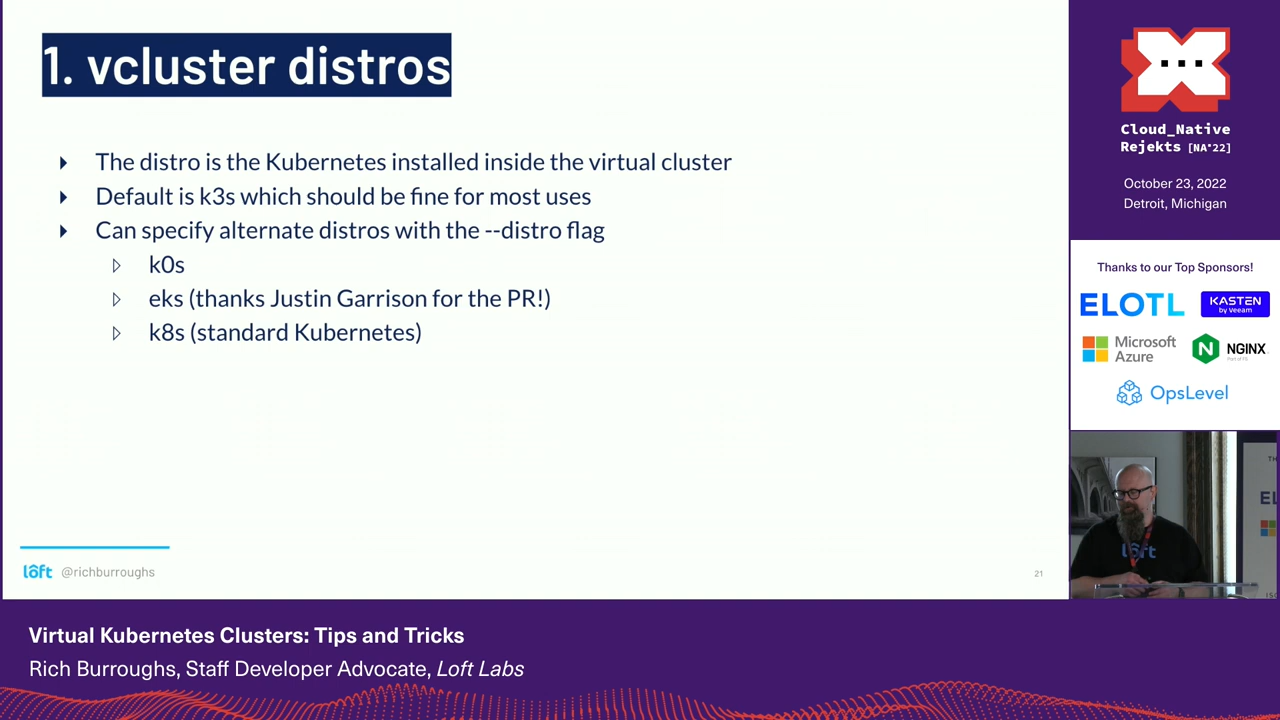 1. vcluster distros
The distro is the Kubernetes installed inside the virtual cluster
Default is k3s which should be fine for most uses
Can specify alternate distros with the --distro flag
k0s
eks (thanks Justin Garrison for the PR!)
k8s (standard Kubernetes)
loft @richburroughs
21
Cloud_Native
Rejekts [NA'22]
October 23, 2022
Detroit, Michigan
Thanks to our Top Sponsors!
ELOTL
KASTEN
by Veeam
Microsoft
Azure
N NGINX
OpsLevel
TH
EL
loft
Virtual Kubernetes Clusters: Tips and Tricks
Rich Burroughs, Staff Developer Advocate, Loft Labs